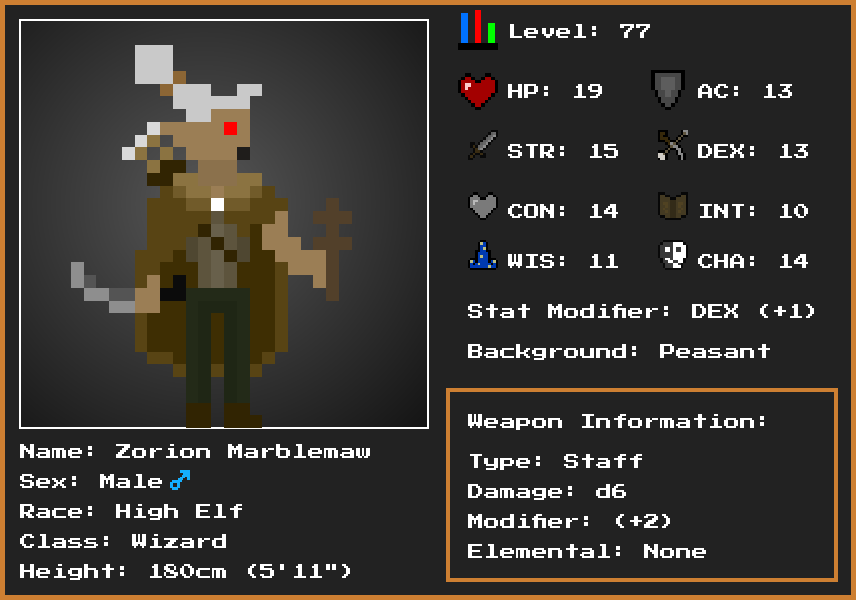 Level: 77
HP: 19
AC: 13
STR: 15
DEX: 13
CON: 14
INT: 10
WIS: 11
CHA: 14
Stat Modifier: DEX (+1)
Background: Peasant
Weapon Information:
Type: Staff
Damage: d6
Modifier: (+2)
Elemental: None
Name: Zorion Marblemaw
Sex: Male♂
Race: High Elf
Class: Wizard
Height: 180cm (5'11")